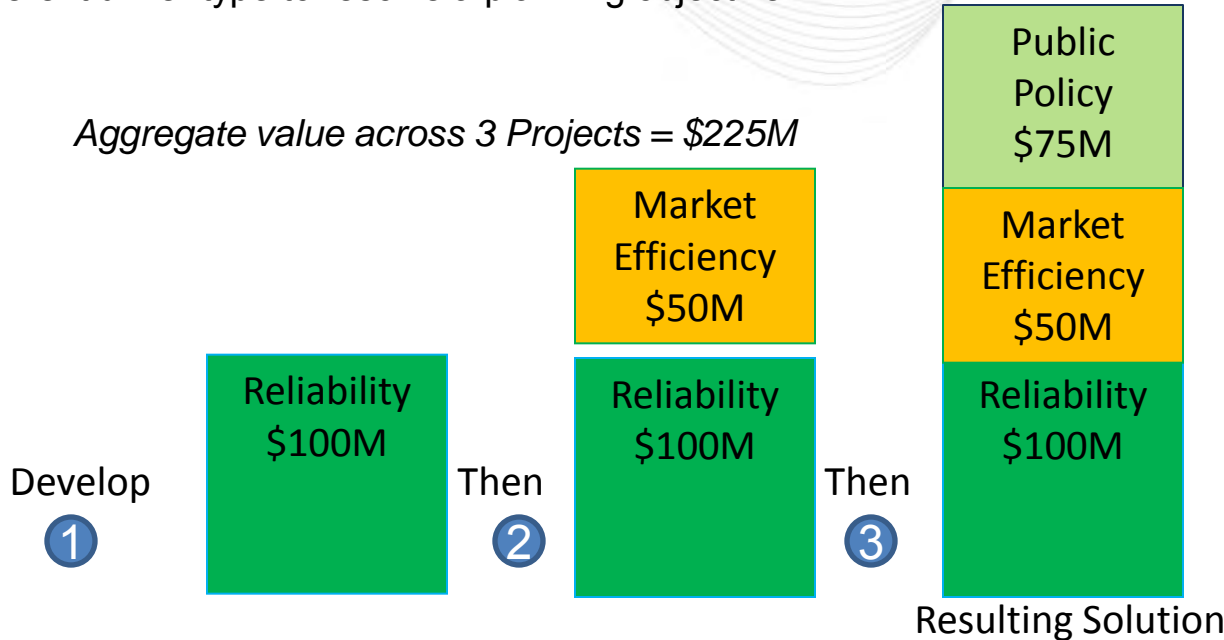 Aggregate value across 3 Projects = $225M
Public
Policy
$75M
Market
Efficiency
$50M
Market
Efficiency
$50M
Reliability
$100M
Reliability
$100M
Reliability
$100M
Develop
1
Then
2
Then
3
Resulting Solution